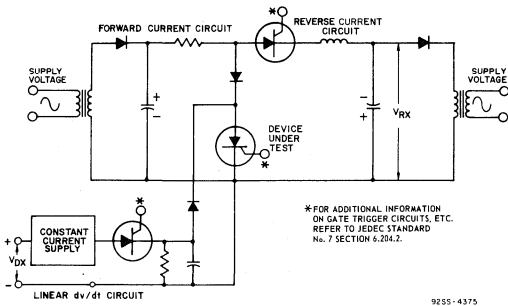 *
FORWARD CURRENT CIRCUIT
REVERSE CURRENT
CIRCUIT
SUPPLY
VOLTAGE
+
-
-
+
VRX
SUPPLY
VOLTAGE
DEVICE
UNDER
TEST
*
*
* FOR ADDITIONAL INFORMATION
ON GATE TRIGGER CIRCUITS, ETC.
REFER TO JEDEC STANDARD
No. 7 SECTION 6.204.2.
+
VDX
-
CONSTANT
CURRENT
SUPPLY
LINEAR dv/dt CIRCUIT
92SS-4375